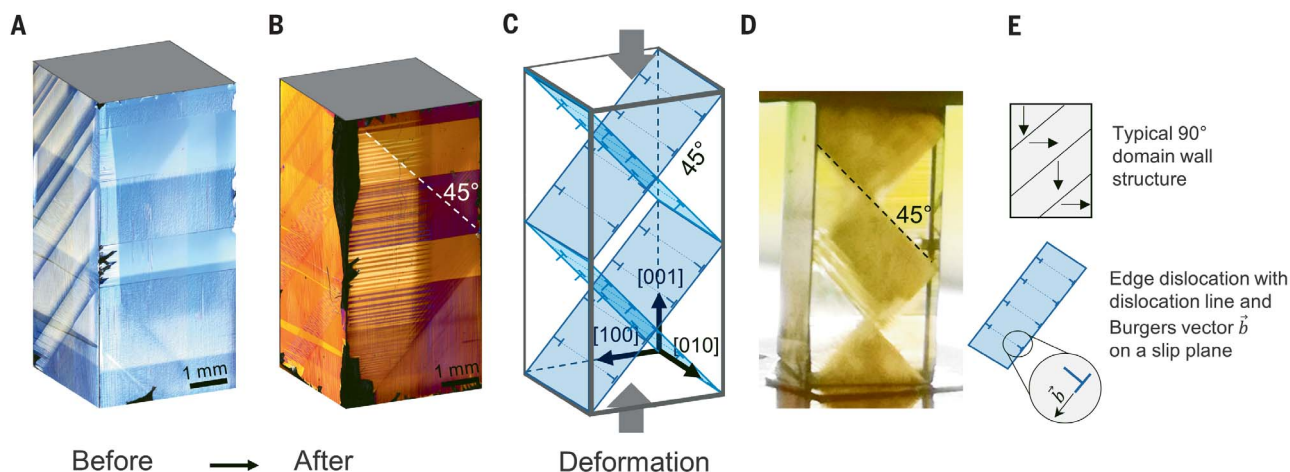 A
B
C
D
E
45°
1 mm
1 mm
45°
[001]
[100]
[010]
45°
Typical 90°
domain wall
structure
Edge dislocation with
dislocation line and
Burgers vector b⃗
on a slip plane
b⃗
Before → After
Deformation